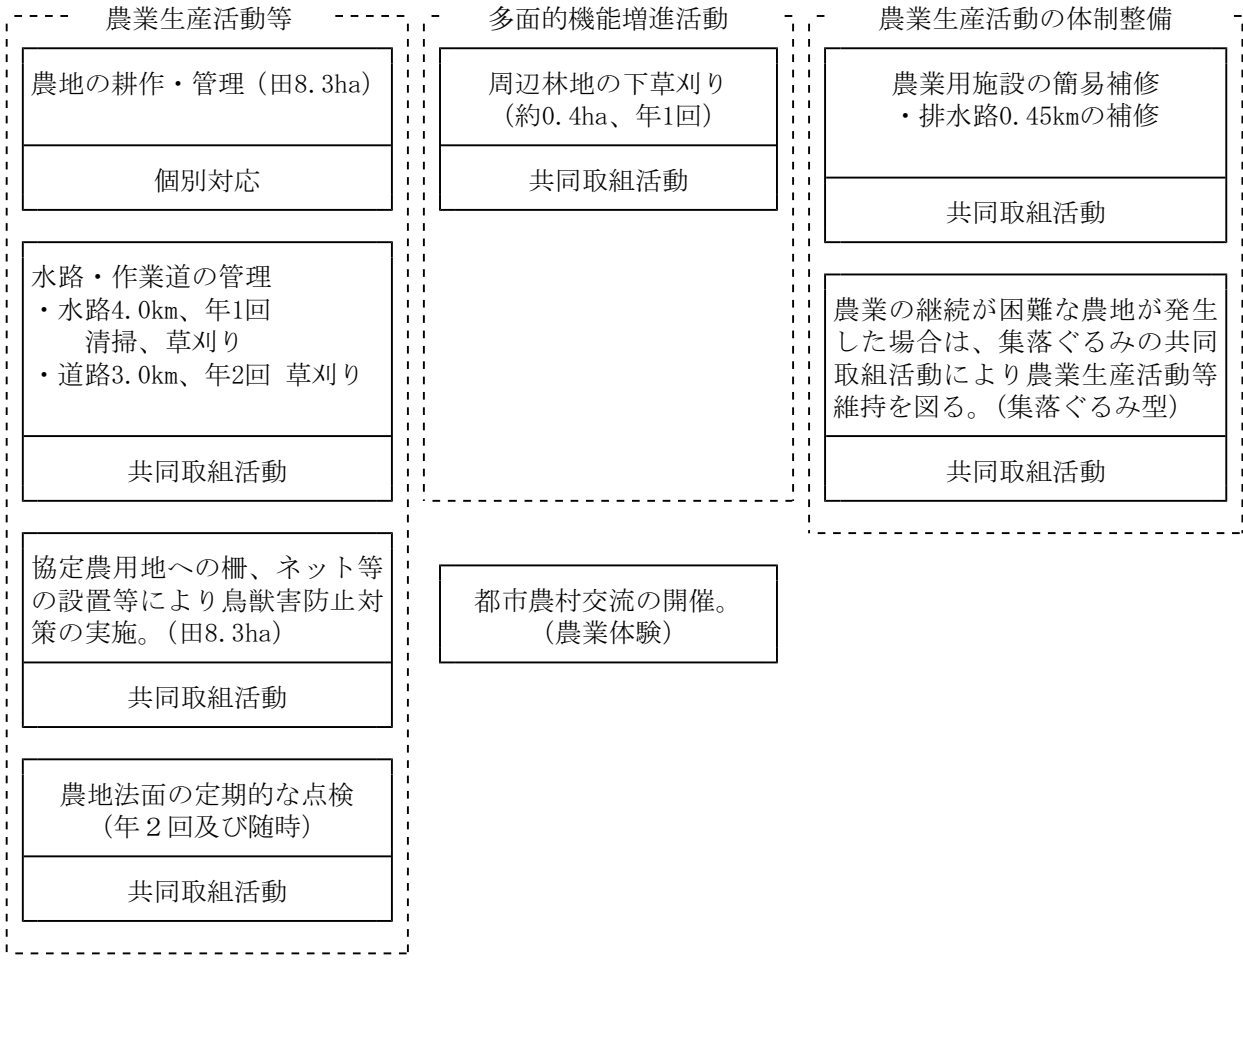 農業生産活動等
農地の耕作・管理（田8.3ha）
個別対応
水路・作業道の管理
・水路4.0km、年1回
清掃、草刈り
・道路3.0km、年2回 草刈り
共同取組活動
協定農用地への柵、ネット等
の設置等により鳥獣害防止対
策の実施。（田8.3ha）
共同取組活動
農地法面の定期的な点検
（年２回及び随時）
共同取組活動
多面的機能増進活動
周辺林地の下草刈り
（約0.4ha、年1回）
共同取組活動
都市農村交流の開催。
（農業体験）
農業生産活動の体制整備
農業用施設の簡易補修
・排水路0.45kmの補修
共同取組活動
農業の継続が困難な農地が発生
した場合は、集落ぐるみの共同
取組活動により農業生産活動等
維持を図る。（集落ぐるみ型）
共同取組活動